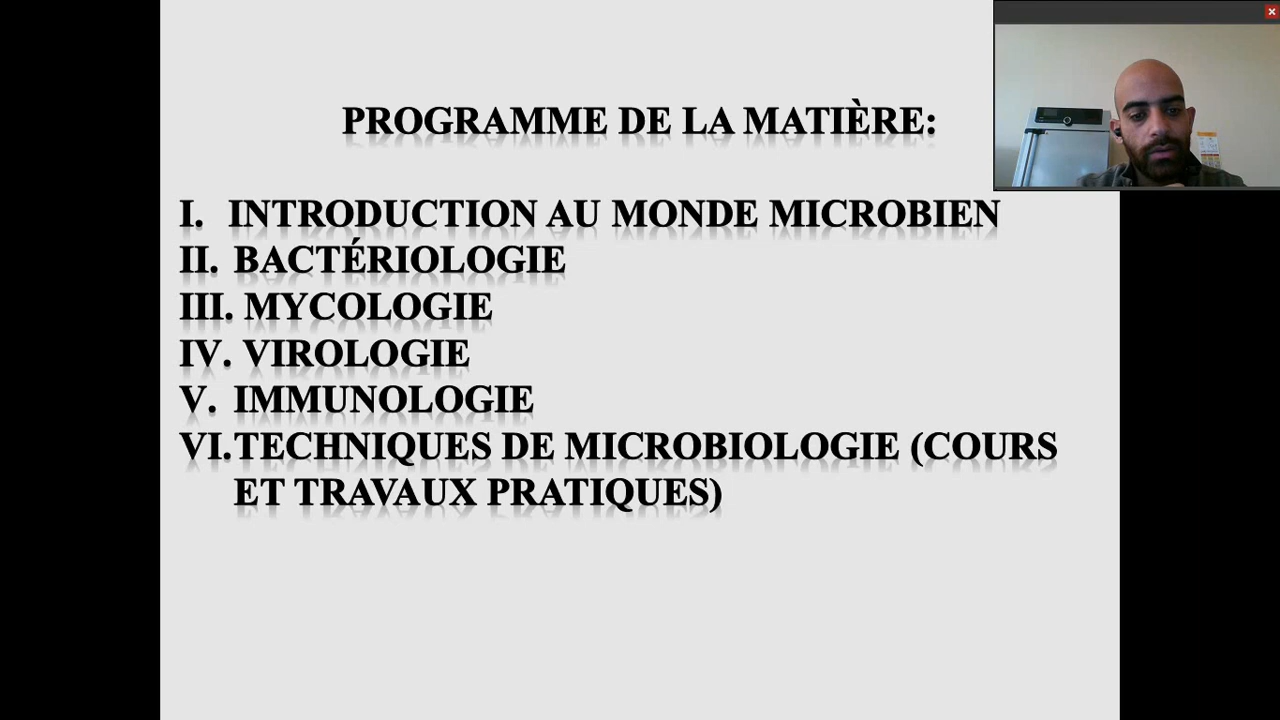 PROGRAMME DE LA MATIÈRE:
I. INTRODUCTION AU MONDE MICROBIEN
II. BACTÉRIOLOGIE
III. MYCOLOGIE
IV. VIROLOGIE
V. IMMUNOLOGIE
VI. TECHNIQUES DE MICROBIOLOGIE (COURS
ET TRAVAUX PRATIQUES)